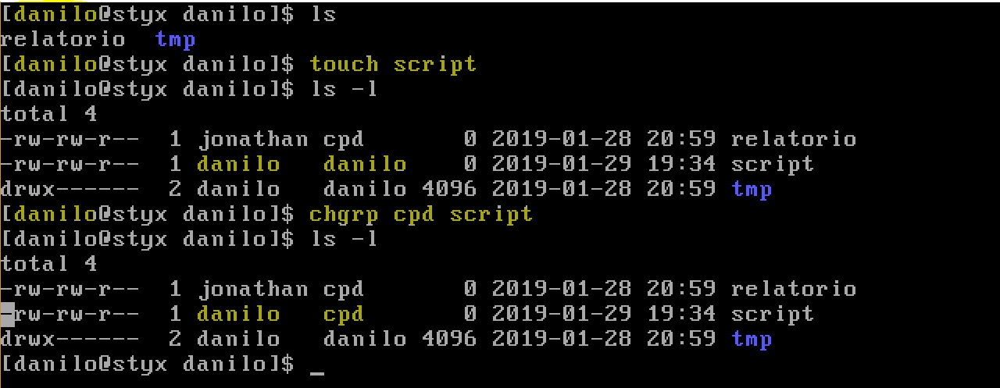 [danilo@styx danilo]$ ls
relatorio  tmp
[danilo@styx danilo]$ touch script
[danilo@styx danilo]$ ls -l
total 4
-rw-rw-r--  1 jonathan cpd       0 2019-01-28 20:59 relatorio
-rw-rw-r--  1 danilo   danilo    0 2019-01-29 19:34 script
drwx------  2 danilo   danilo 4096 2019-01-28 20:59 tmp
[danilo@styx danilo]$ chgrp cpd script
[danilo@styx danilo]$ ls -l
total 4
-rw-rw-r--  1 jonathan cpd       0 2019-01-28 20:59 relatorio
-rw-rw-r--  1 danilo   cpd       0 2019-01-29 19:34 script
drwx------  2 danilo   danilo 4096 2019-01-28 20:59 tmp
[danilo@styx danilo]$ _